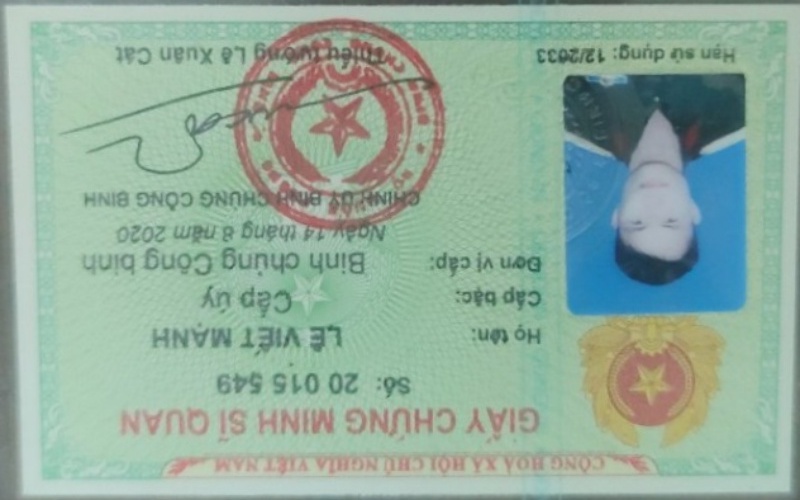 CỘNG HOÀ XÃ HỘI CHỦ NGHĨA VIỆT NAM
GIẤY CHỨNG MINH SĨ QUAN
Số: 20 015 549
Họ tên: LÊ VIẾT MẠNH
Cấp bậc: Cấp úy
Đơn vị cấp: Binh chủng Công binh
Ngày 14 tháng 8 năm 2020
CHÍNH ỦY BINH CHỦNG CÔNG BINH
Hạn sử dụng: 12/2033
Thiếu tướng Lê Xuân Cát